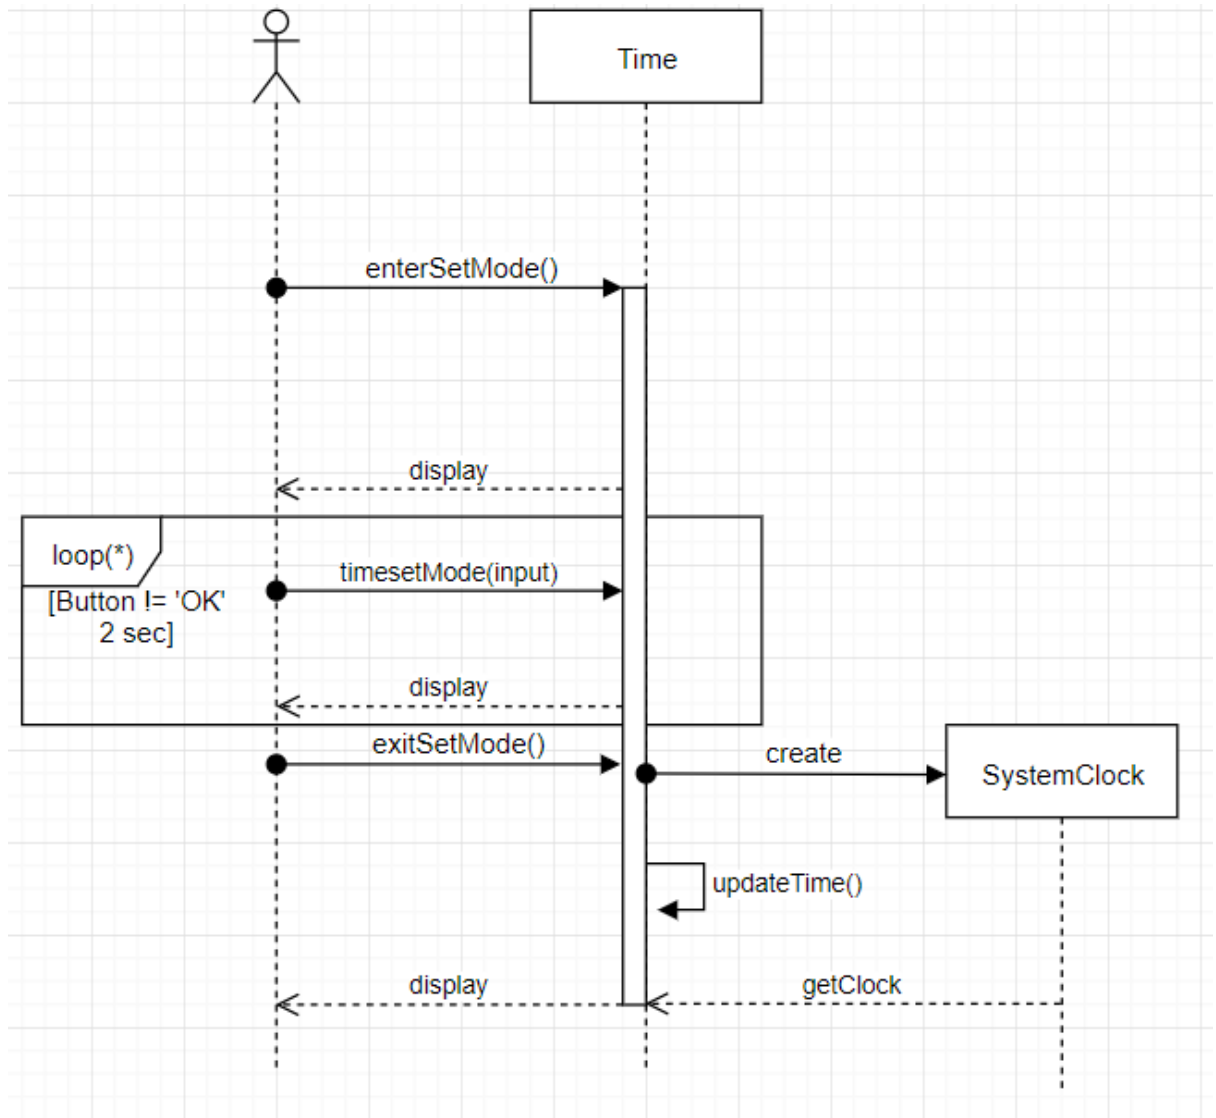 Time
enterSetMode()
display
loop(*)
timesetMode(input)
[Button != 'OK'
2 sec]
display
exitSetMode()
create
SystemClock
updateTime()
display
getClock